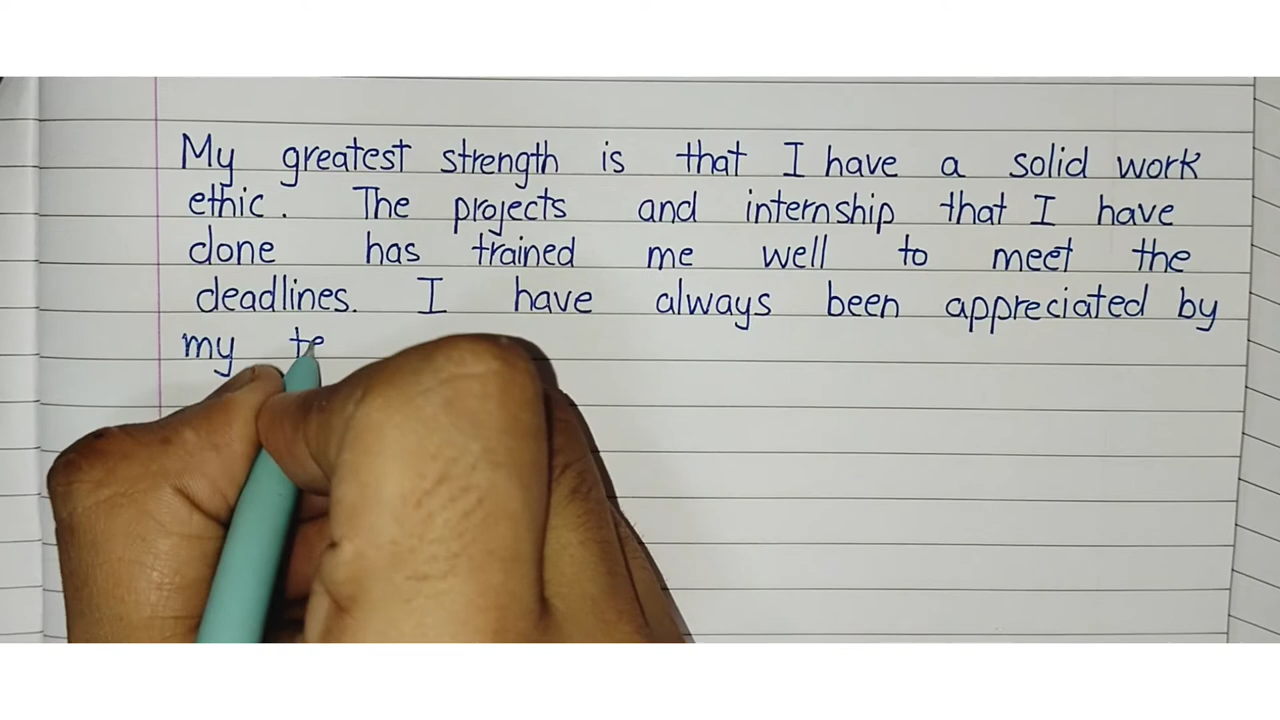 My greatest strength is that I have a solid work
ethic. The projects and internship that I have
done has trained me well to meet the
deadlines. I have always been appreciated by
my te